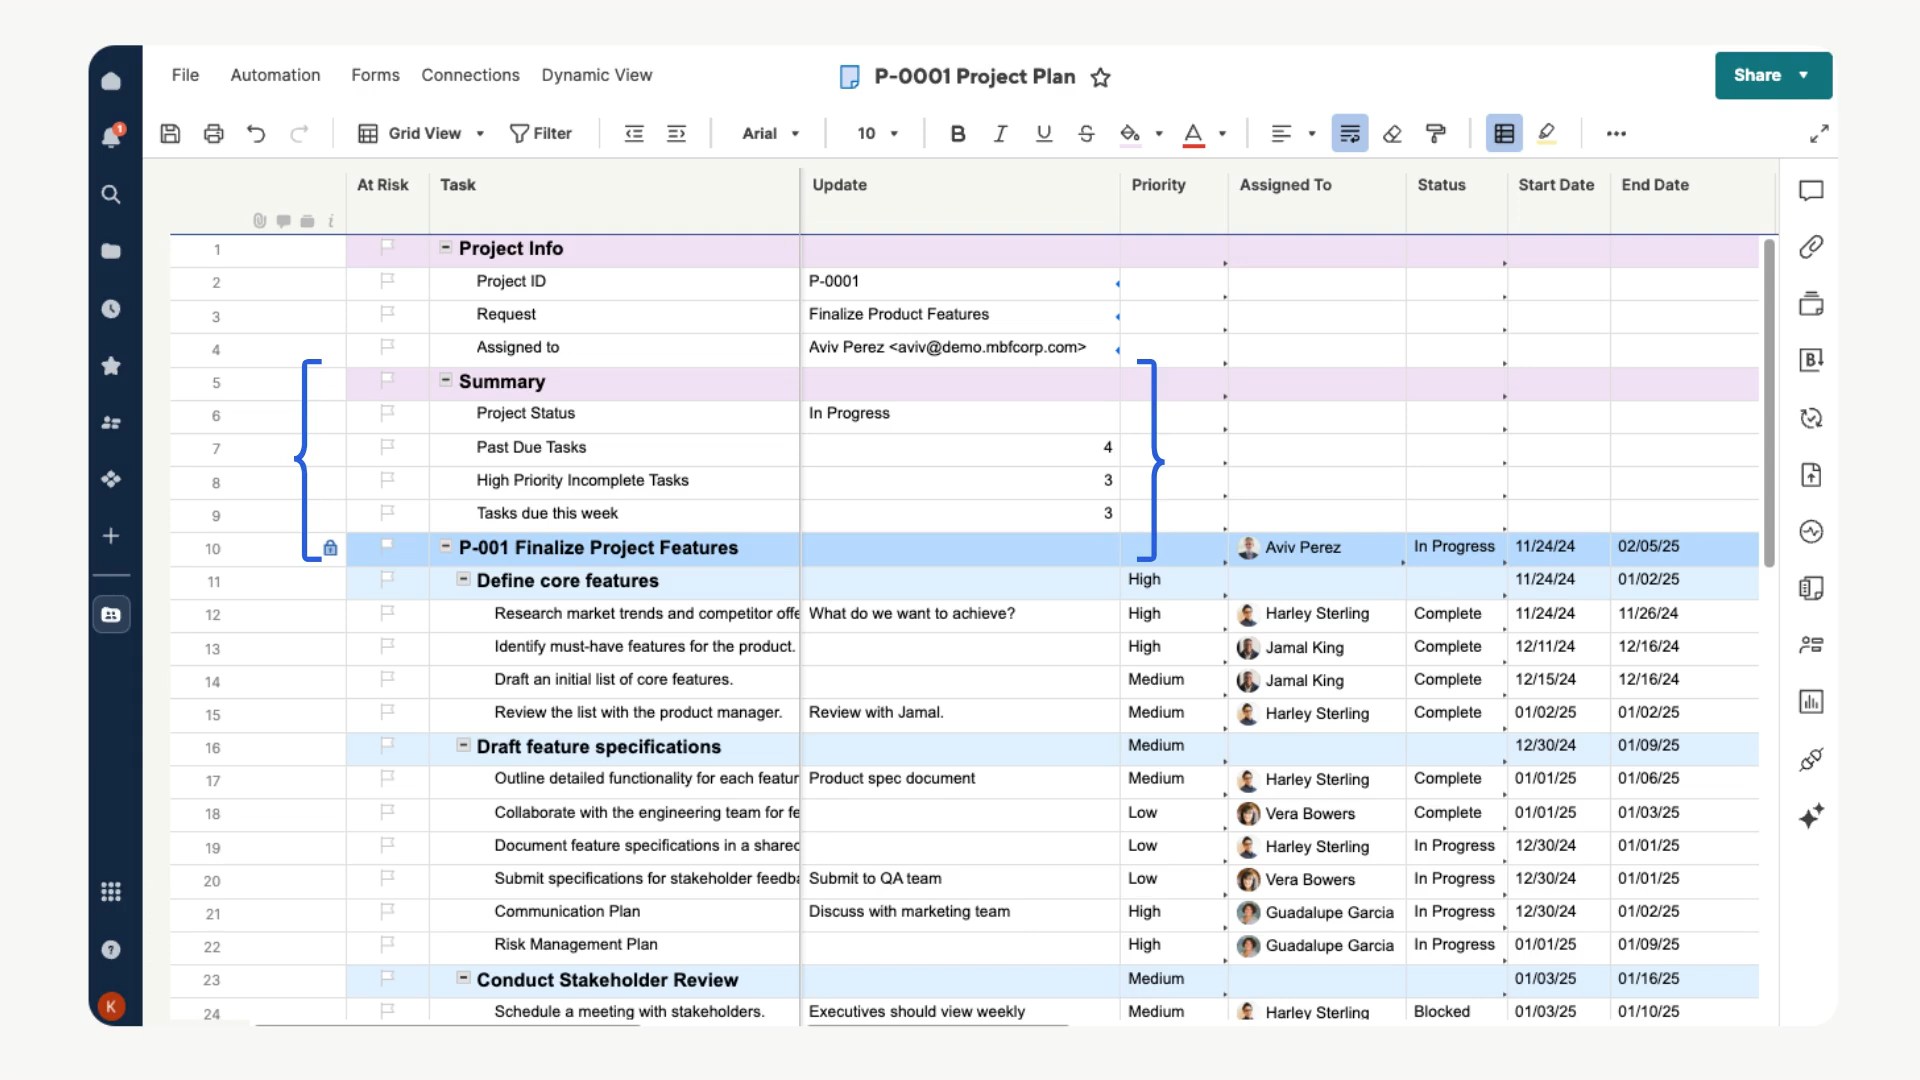 File Automation Forms Connections Dynamic View P-0001 Project Plan Share
1
Grid View Filter Arial 10 B I U S A
At Risk Task Update Priority Assigned To Status Start Date End Date
1 Project Info
2 Project ID P-0001
3 Request Finalize Product Features
4 Assigned to Aviv Perez <aviv@demo.mbfcorp.com>
5 Summary
6 Project Status In Progress
7 Past Due Tasks 4
8 High Priority Incomplete Tasks 3
9 Tasks due this week 3
10 P-001 Finalize Project Features Aviv Perez In Progress 11/24/24 02/05/25
11 Define core features High 11/24/24 01/02/25
12 Research market trends and competitor offe What do we want to achieve? High Harley Sterling Complete 11/24/24 11/26/24
13 Identify must-have features for the product. High Jamal King Complete 12/11/24 12/16/24
14 Draft an initial list of core features. Medium Jamal King Complete 12/15/24 12/16/24
15 Review the list with the product manager. Review with Jamal. Medium Harley Sterling Complete 01/02/25 01/02/25
16 Draft feature specifications Medium 12/30/24 01/09/25
17 Outline detailed functionality for each featur Product spec document Medium Harley Sterling Complete 01/01/25 01/06/25
18 Collaborate with the engineering team for fe Low Vera Bowers Complete 01/01/25 01/03/25
19 Document feature specifications in a shared Low Harley Sterling In Progress 12/30/24 01/01/25
20 Submit specifications for stakeholder feedba Submit to QA team Low Vera Bowers In Progress 12/30/24 01/01/25
21 Communication Plan Discuss with marketing team High Guadalupe Garcia In Progress 12/30/24 01/02/25
22 Risk Management Plan High Guadalupe Garcia In Progress 01/01/25 01/09/25
23 Conduct Stakeholder Review Medium 01/03/25 01/16/25
24 Schedule a meeting with stakeholders. Executives should view weekly Medium Harley Sterling Blocked 01/03/25 01/10/25
K